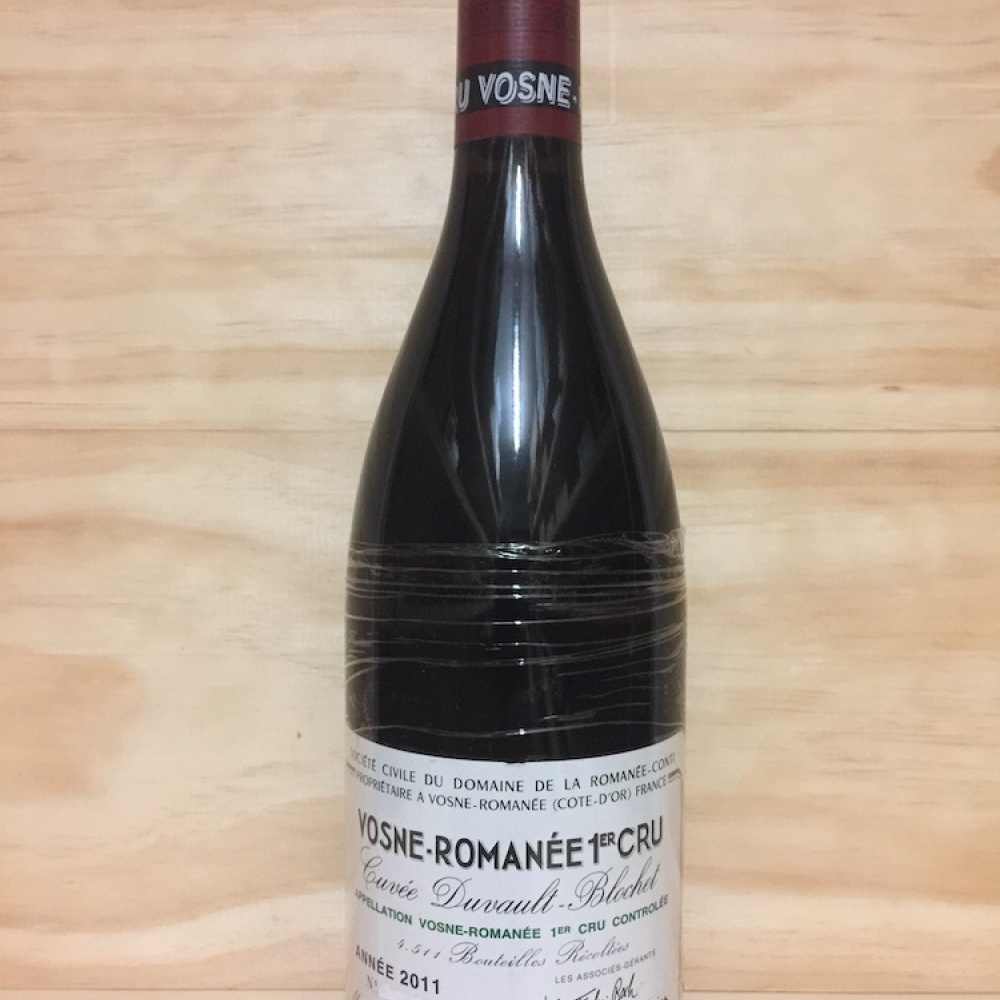 U VOSNE-
SOCIÉTÉ CIVILE DU DOMAINE DE LA ROMANÉE-CONTI
PROPRIÉTAIRE A VOSNE-ROMANÉE (COTE-D'OR) FRANCE
VOSNE-ROMANÉE 1ER CRU
Cuvée Duvault-Blochet
APPELLATION VOSNE-ROMANÉE 1ER CRU CONTROLÉE
4.511 Bouteilles Récoltées
LES ASSOCIÉS-GÉRANTS
ANNÉE 2011
No